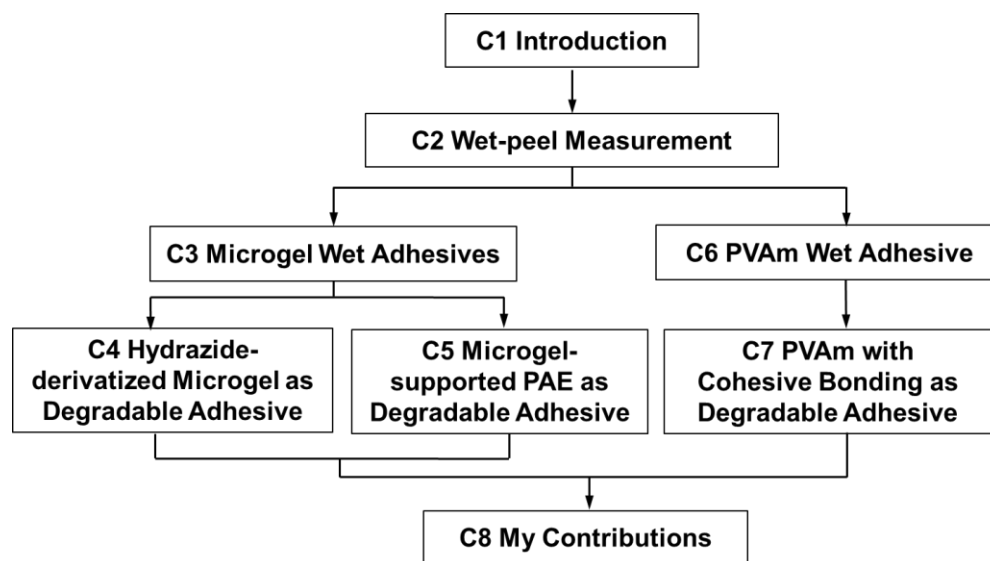 C1 Introduction
C2 Wet-peel Measurement
C3 Microgel Wet Adhesives
C6 PVAm Wet Adhesive
C4 Hydrazide-
derivatized Microgel as
Degradable Adhesive
C5 Microgel-
supported PAE as
Degradable Adhesive
C7 PVAm with
Cohesive Bonding as
Degradable Adhesive
C8 My Contributions